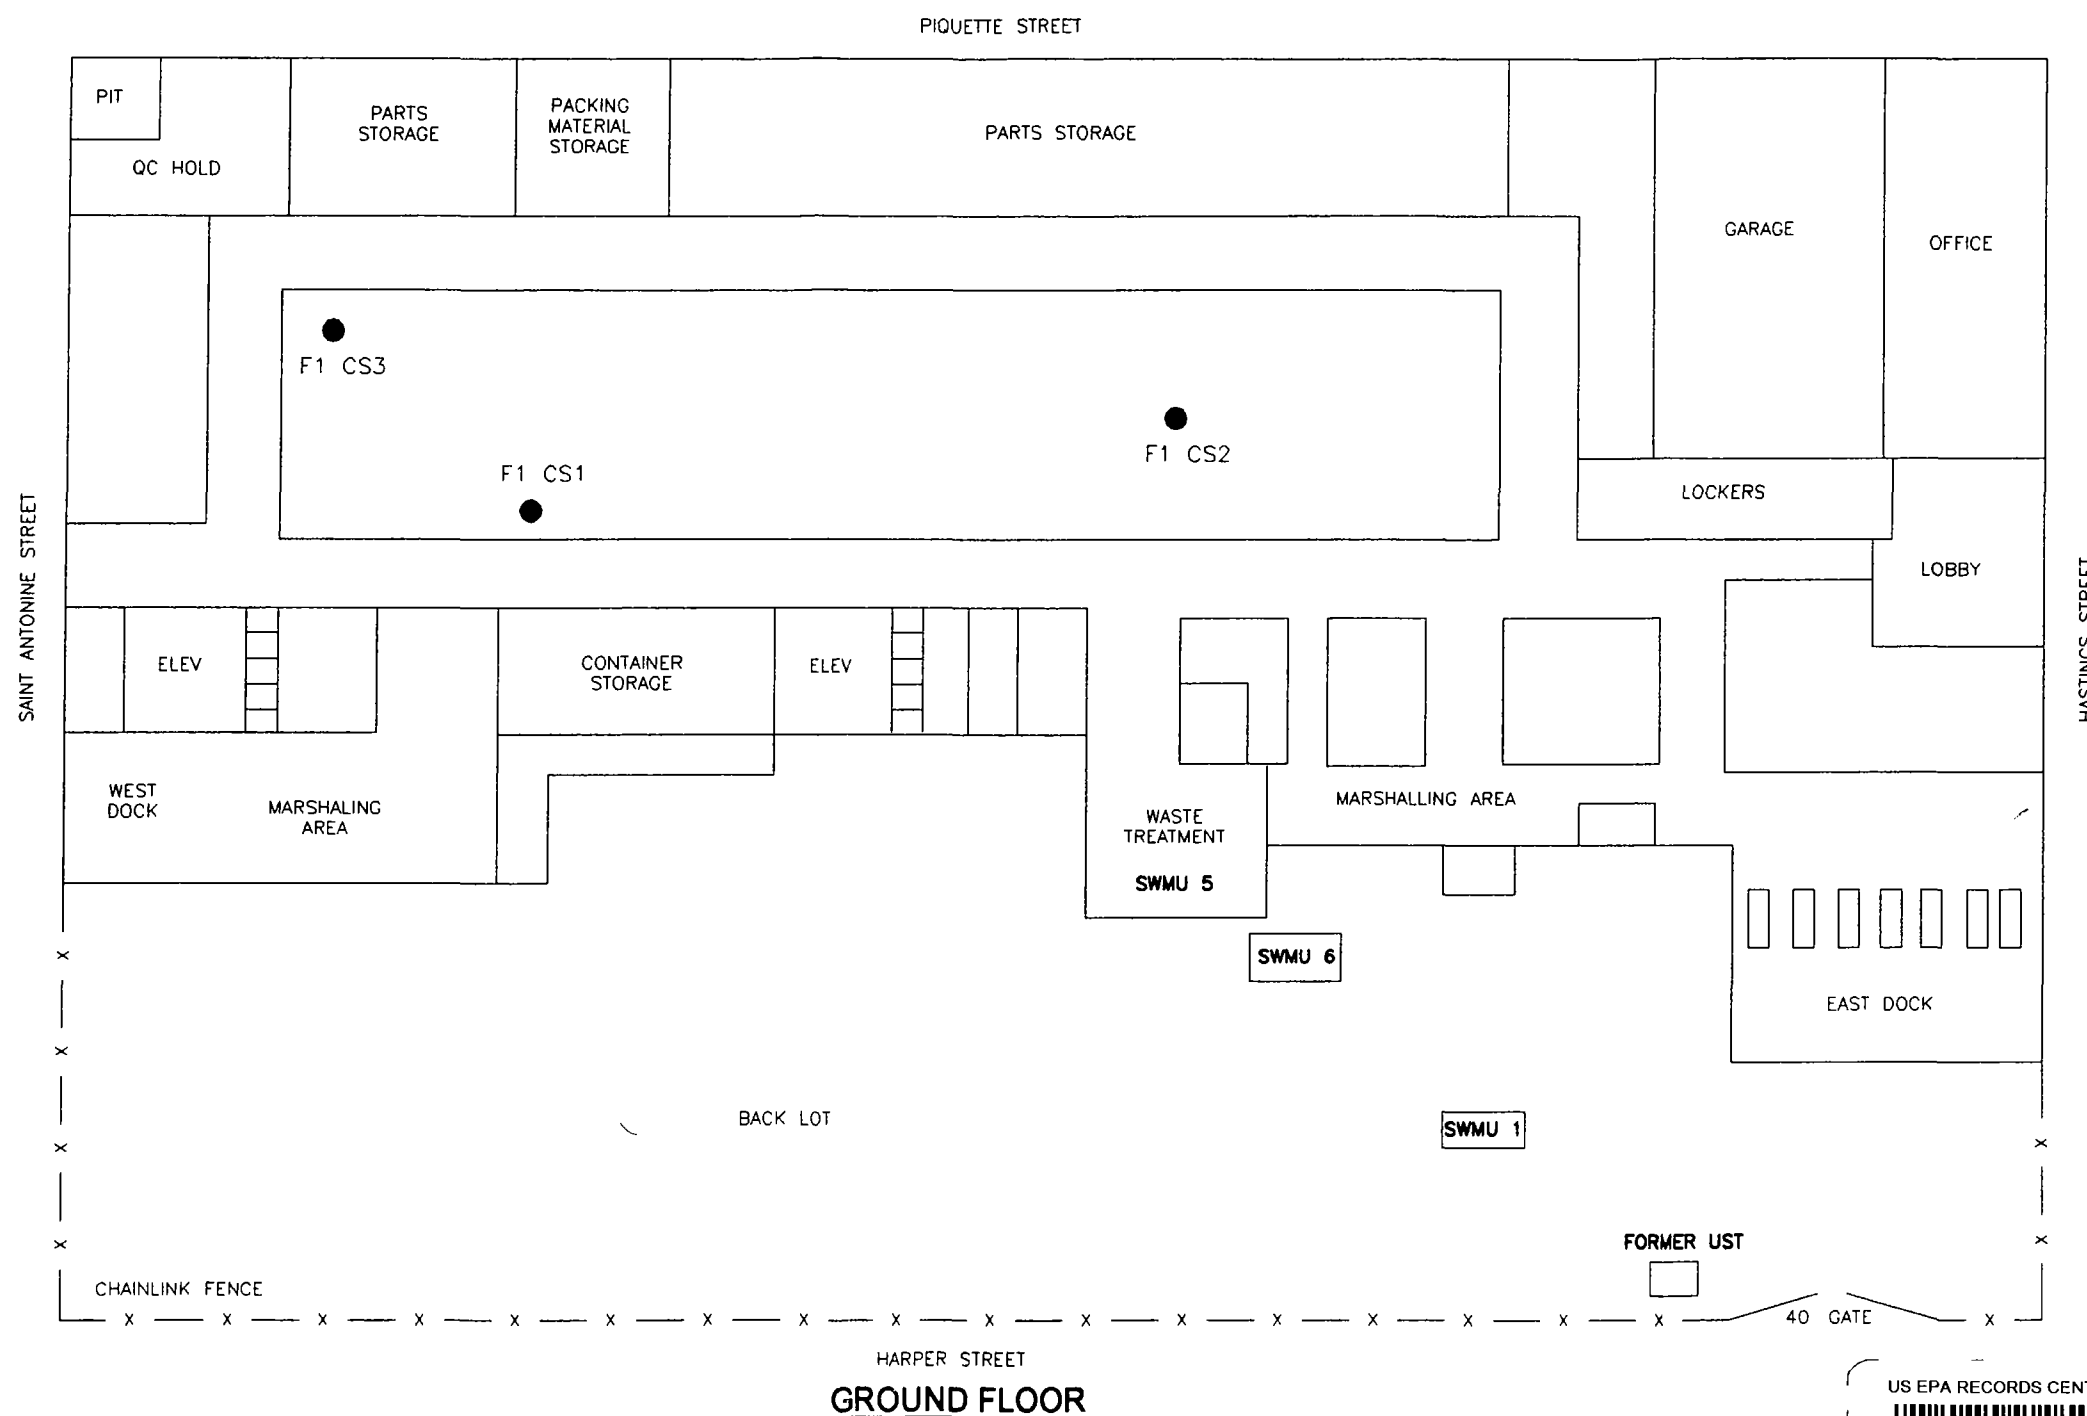 PIQUETTE STREET
PIT
PARTS
STORAGE
PACKING
MATERIAL
STORAGE
PARTS STORAGE
QC HOLD
GARAGE
OFFICE
F1 CS3
F1 CS2
F1 CS1
LOCKERS
SAINT ANTONINE STREET
LOBBY
HASTINGS STREET
ELEV
CONTAINER
STORAGE
ELEV
WEST
DOCK
MARSHALING
AREA
MARSHALLING AREA
WASTE
TREATMENT
SWMU 5
SWMU 6
EAST DOCK
BACK LOT
SWMU 1
FORMER UST
CHAINLINK FENCE
40 GATE
HARPER STREET
GROUND FLOOR
US EPA RECORDS